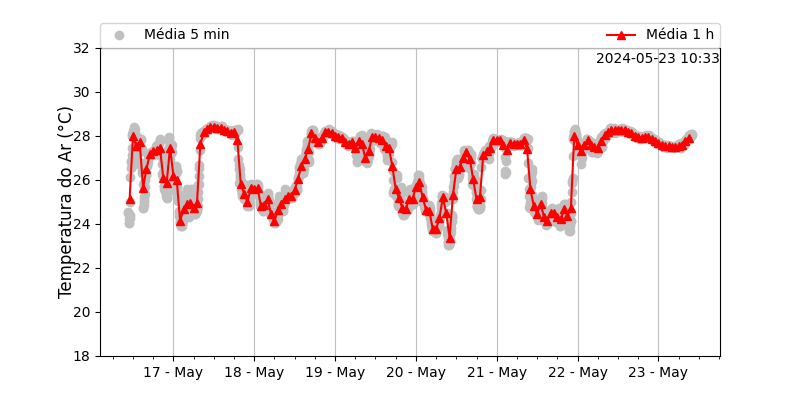 Média 5 min
Média 1 h
2024-05-23 10:33
Temperatura do Ar (°C)
32
30
28
26
24
22
20
18
17 - May
18 - May
19 - May
20 - May
21 - May
22 - May
23 - May